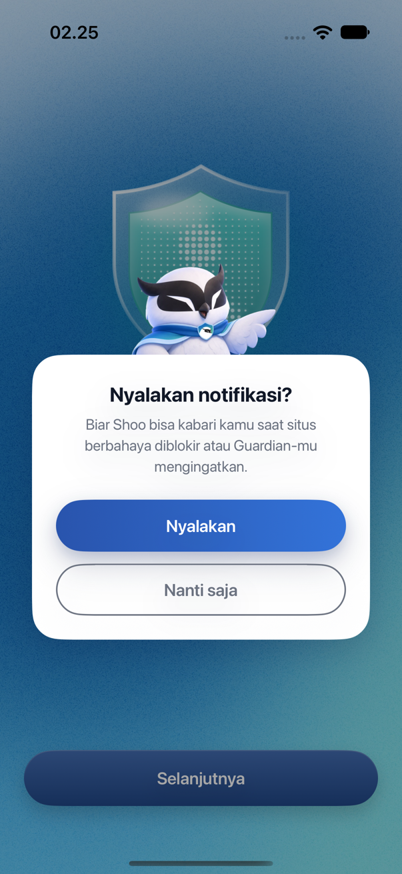 02.25
Nyalakan notifikasi?
Biar Shoo bisa kabari kamu saat situs
berbahaya diblokir atau Guardian-mu
mengingatkan.
Nyalakan
Nanti saja
Selanjutnya